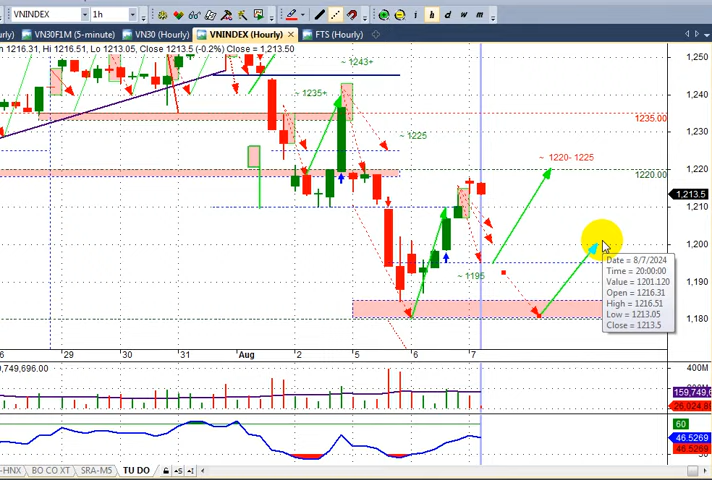 VNINDEX 1h i h d w m
VN30F1M (5-minute) VN30 (Hourly) VNINDEX (Hourly) FTS (Hourly)
n 1216.31, Hi 1216.51, Lo 1213.05, Close 1213.5 (-0.2%) Close = 1,213.50
1,250
~ 1243+
1,240
~ 1235+
1235.00
1,230
~ 1225
~ 1220- 1225
1,220
1220.00
1,213.5
1,210
1,200
~ 1195
1,190
1,180
Date = 8/7/2024
Time = 20:00:00
Value = 1201.120
Open = 1216.31
High = 1216.51
Low = 1213.05
Close = 1213.5
29 30 31 Aug 2 5 6 7
,749,696.00
400M
159,749,6
60
46.5269
46.5269
-HNX BO CO XT SRA-M5 TU DO